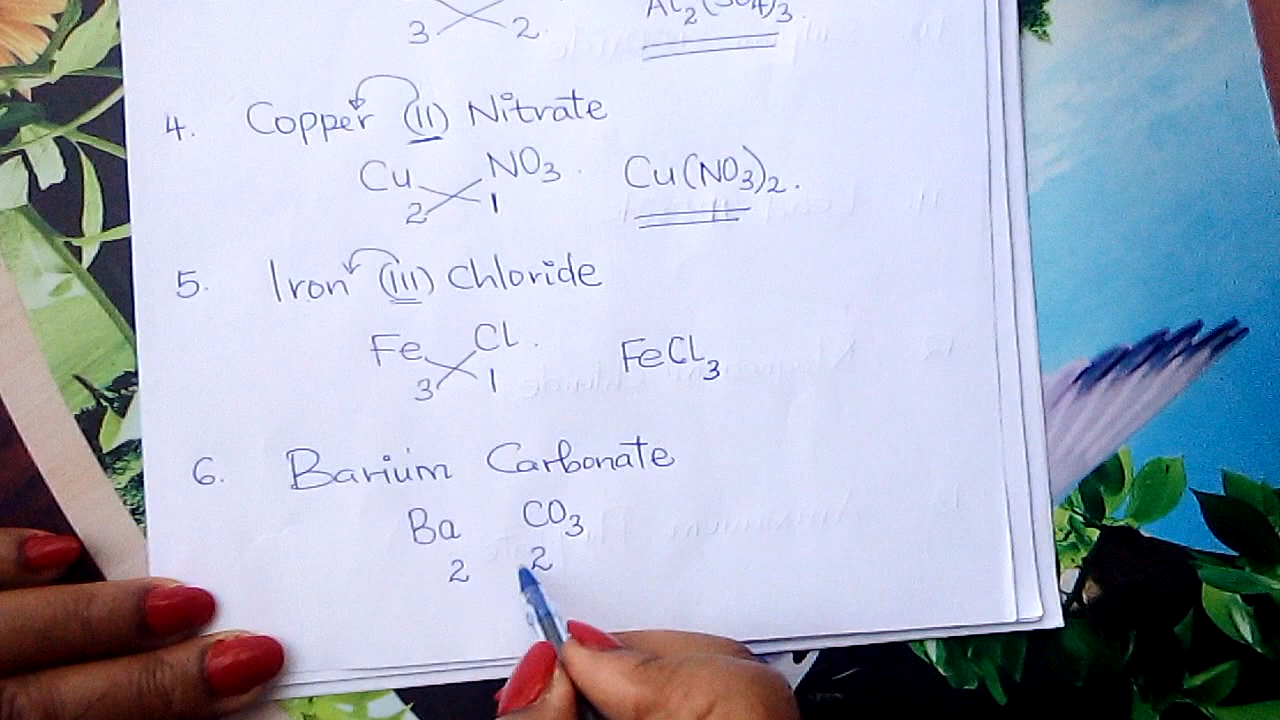 3 2. Al2(SO4)3.
4. Copper (II) Nitrate
Cu NO3. Cu(NO3)2.
2 1
5. Iron (III) Chloride
Fe Cl. FeCl3
3 1
6. Barium Carbonate
Ba CO3
2 2